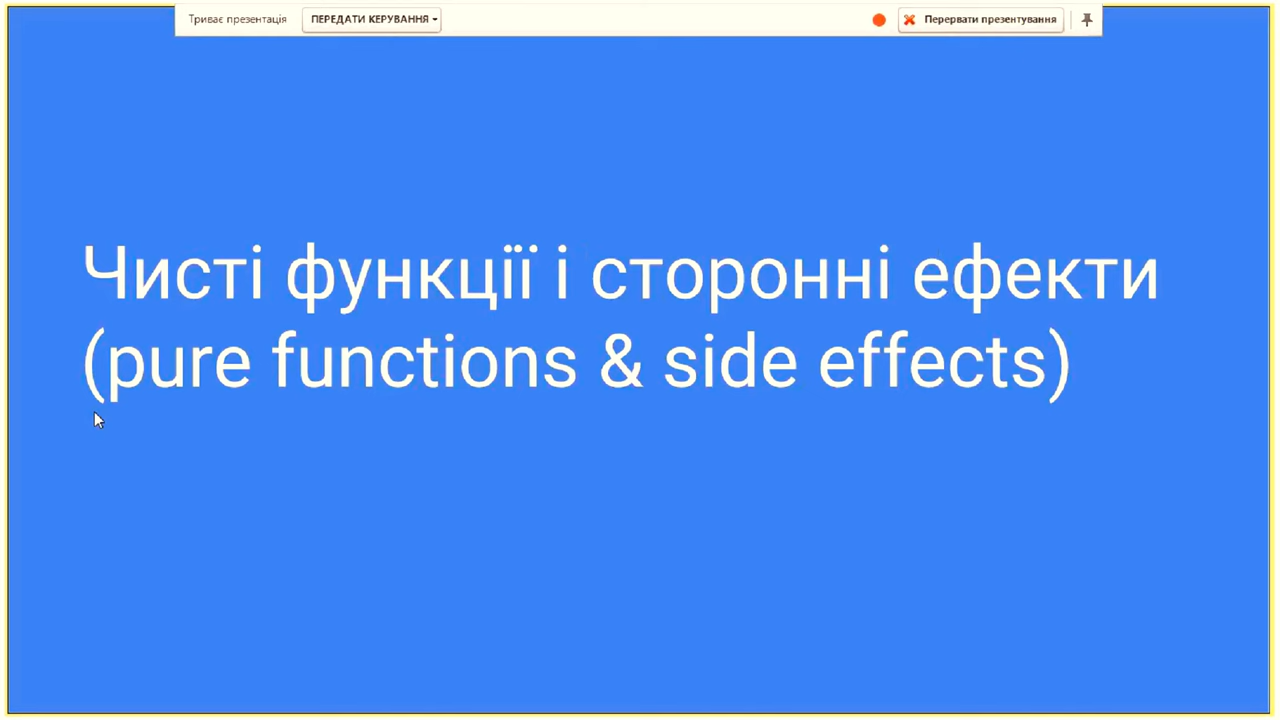 Триває презентація ПЕРЕДАТИ КЕРУВАННЯ Перервати презентування
Чисті функції і сторонні ефекти
(pure functions & side effects)